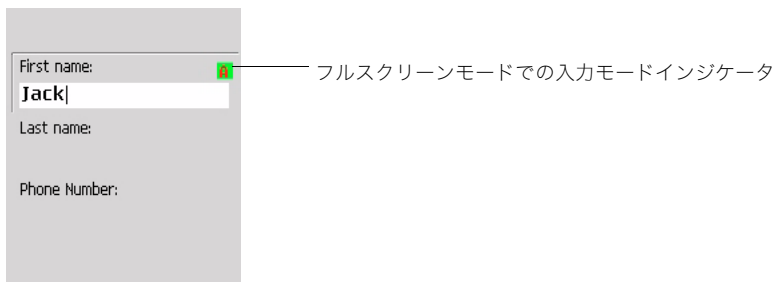 First name:
A
Jack
Last name:
Phone Number:
フルスクリーンモードでの入力モードインジケータ